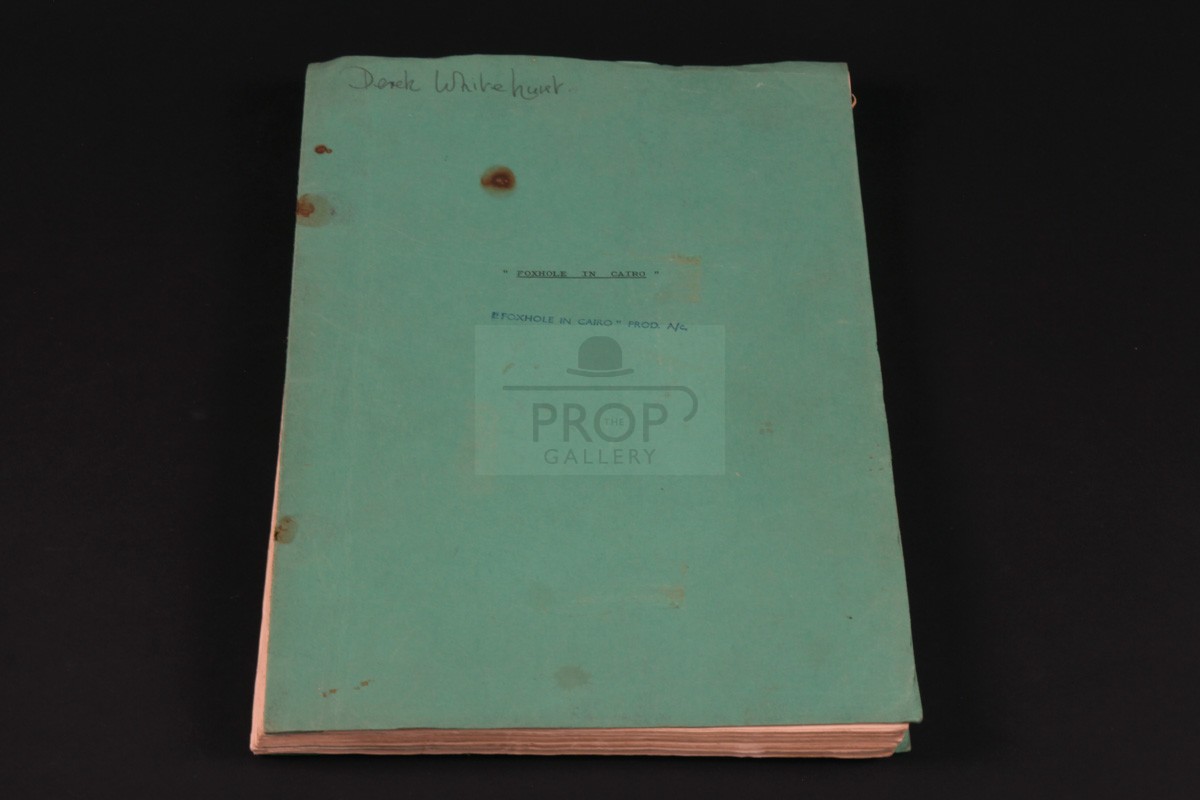 Derek Whitehurst.
" FOXHOLE IN CAIRO "
"FOXHOLE IN CAIRO" PROD. A/C.
THE
PROP
GALLERY